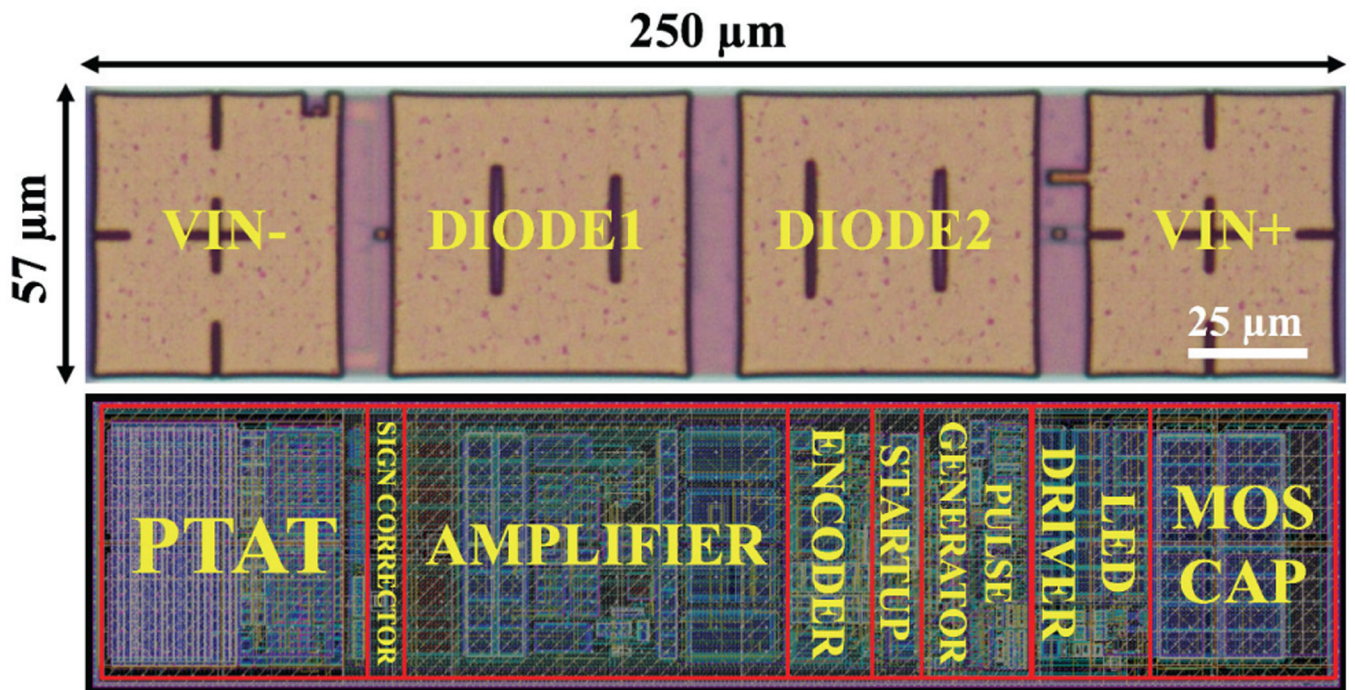 250 μm
57 μm
VIN-
DIODE1
DIODE2
VIN+
25 μm
PTAT
SIGN CORRECTOR
AMPLIFIER
ENCODER
STARTUP
PULSE
GENERATOR
LED
DRIVER
MOS
CAP